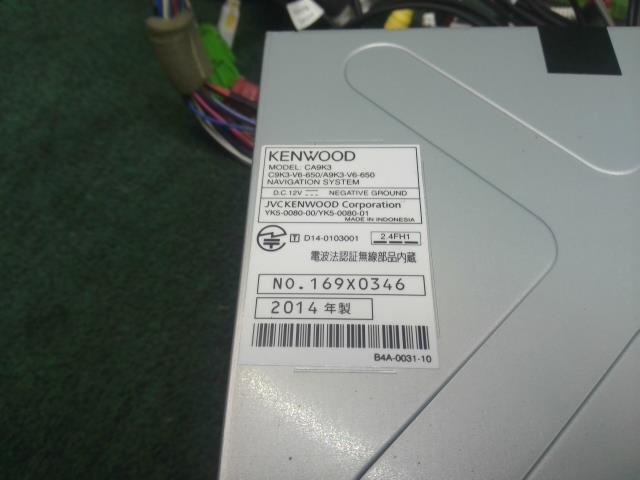 KENWOOD
MODEL: CA9K3
C9K3-V6-650/A9K3-V6-650
NAVIGATION SYSTEM
D.C.12V NEGATIVE GROUND
JVCKENWOOD Corporation
YK5-0080-00/YK5-0080-01
MADE IN INDONESIA
T D14-0103001 2.4FH1
電波法認証無線部品内蔵
NO.169X0346
2014年製
B4A-0031-10